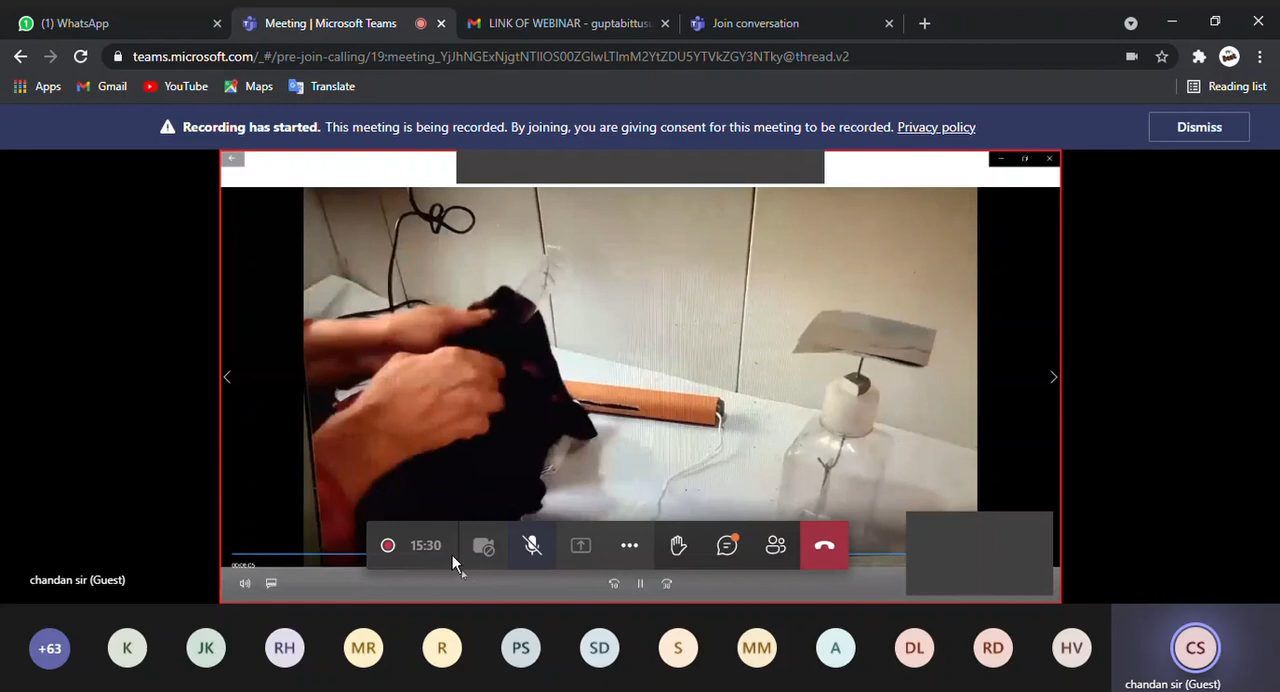 (1) WhatsApp
Meeting | Microsoft Teams
LINK OF WEBINAR - guptabittusu
Join conversation
teams.microsoft.com/_#/pre-join-calling/19:meeting_YjJhNGExNjgtNTllOS00ZGIwLTlmM2YtZDU5YTVkZGY3NTky@thread.v2
Apps
Gmail
YouTube
Maps
Translate
Reading list
Recording has started. This meeting is being recorded. By joining, you are giving consent for this meeting to be recorded. Privacy policy
Dismiss
15:30
chandan sir (Guest)
+63
K
JK
RH
MR
R
PS
SD
S
MM
A
DL
RD
HV
CS
chandan sir (Guest)